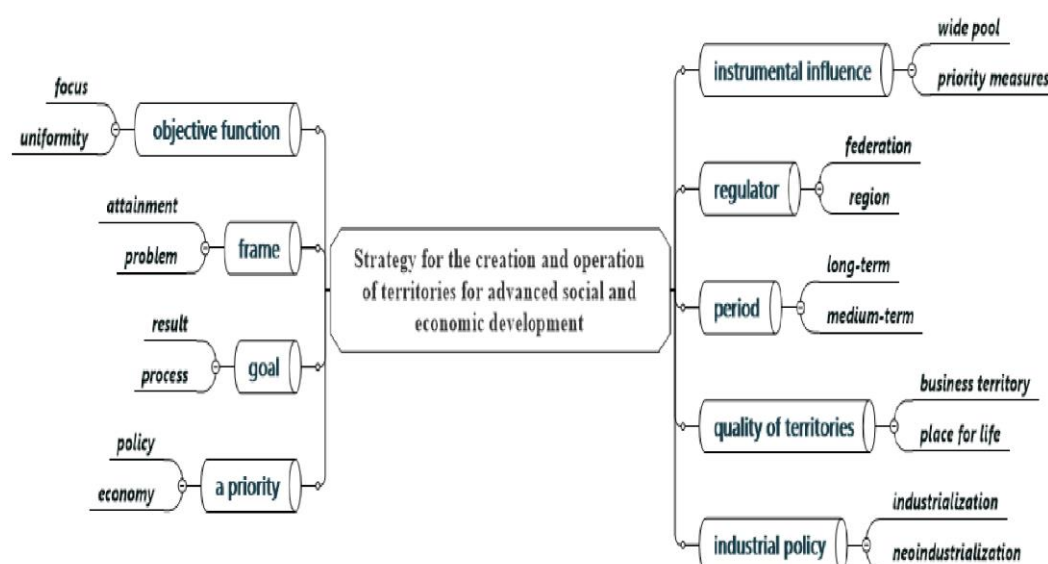 focus
uniformity
objective function
attainment
problem
frame
result
process
goal
policy
economy
a priority
Strategy for the creation and operation
of territories for advanced social and
economic development
instrumental influence
wide pool
priority measures
regulator
federation
region
period
long-term
medium-term
quality of territories
business territory
place for life
industrial policy
industrialization
neoindustrialization